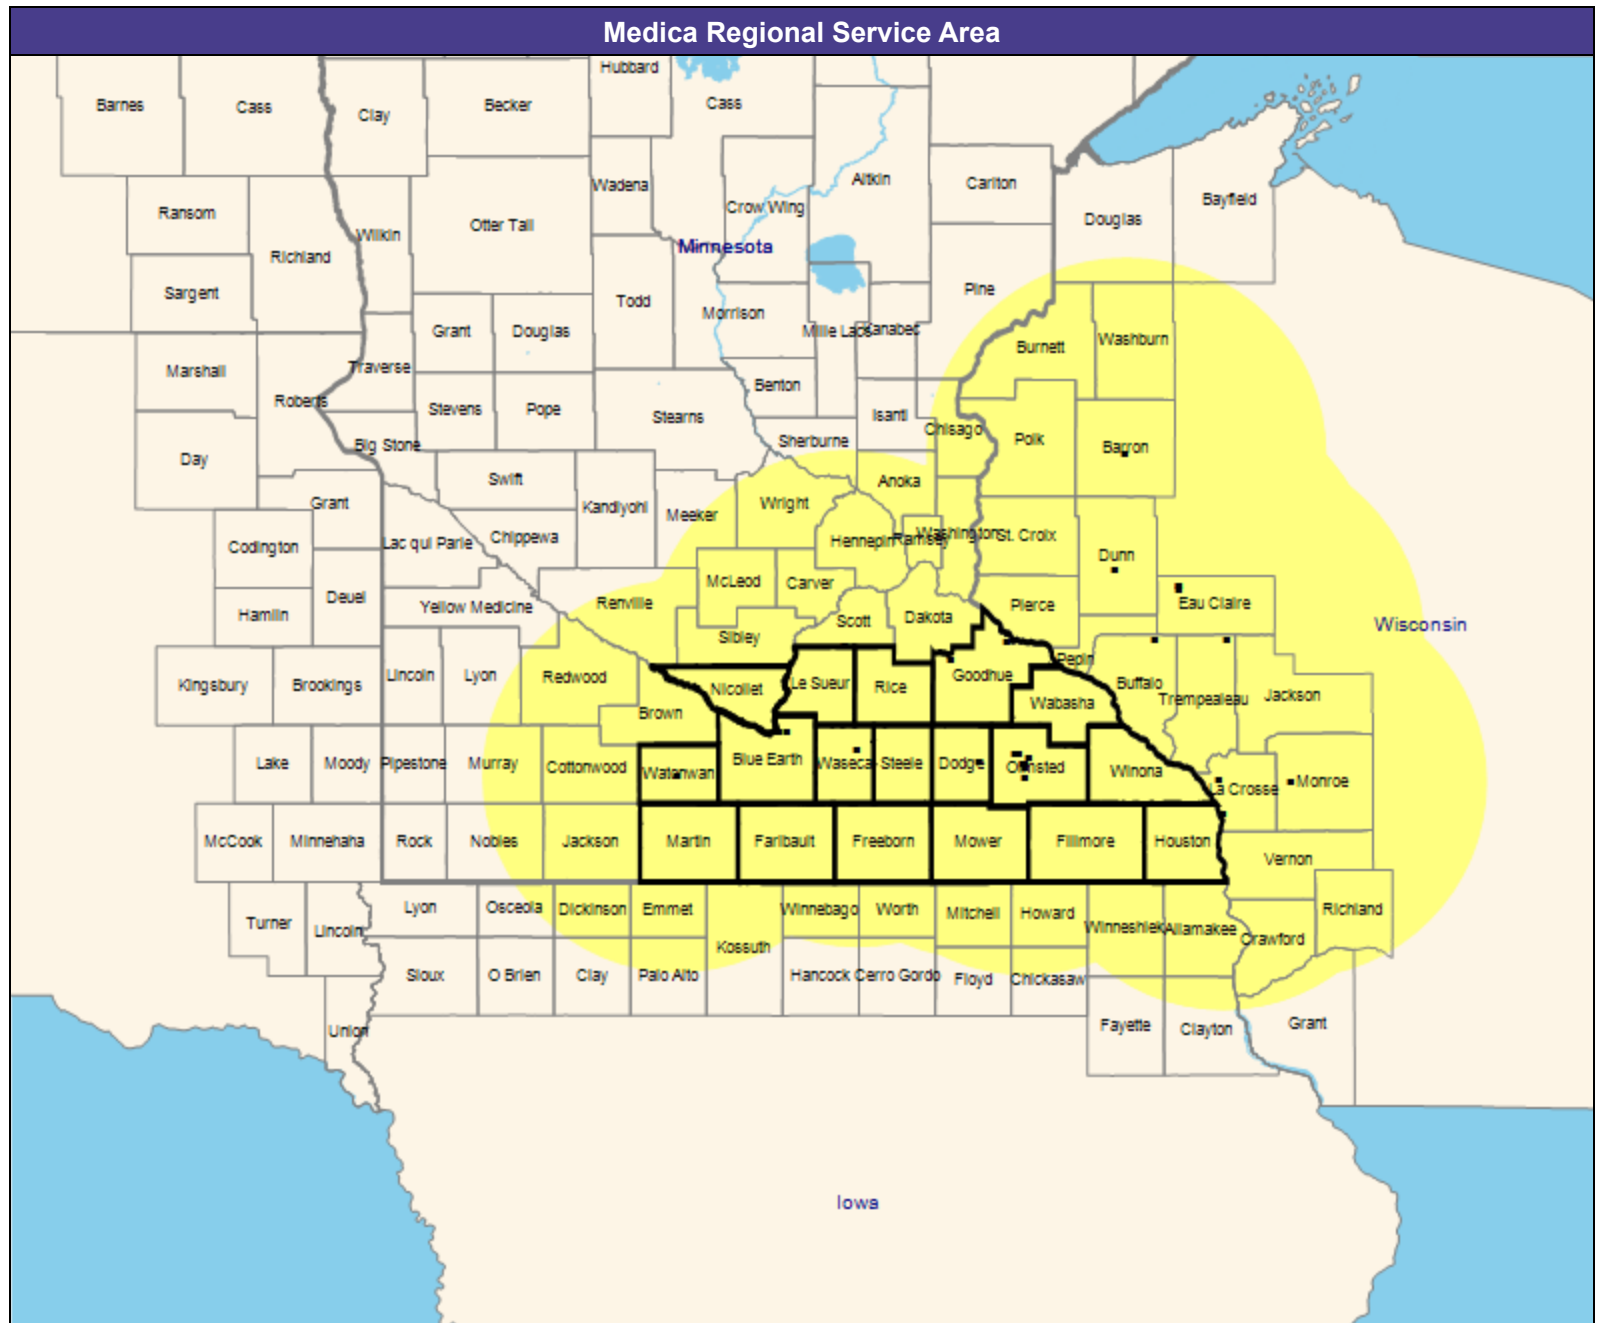 Medica Regional Service Area
Hubbard
Barnes
Cass
Clay
Becker
Cass
Wadena
Aitkin
Carlton
Ransom
Crow Wing
Bayfield
Douglas
Otter Tail
Wilkin
Minnesota
Richland
Sargent
Todd
Pine
Morrison
Grant
Douglas
Mille Lacs
Kanabec
Burnett
Washburn
Marshall
Traverse
Roberts
Stevens
Pope
Stearns
Benton
Isanti
Chisago
Polk
Barron
Big Stone
Sherburne
Day
Swift
Anoka
Grant
Kandiyohi
Meeker
Wright
Codington
Lac qui Parle
Chippewa
Hennepin
Ramsey
Washington
St. Croix
Dunn
Deuel
McLeod
Carver
Hamlin
Yellow Medicine
Renville
Scott
Dakota
Pierce
Eau Claire
Wisconsin
Sibley
Pepin
Kingsbury
Brookings
Lincoln
Lyon
Redwood
Nicollet
Le Sueur
Rice
Goodhue
Buffalo
Trempealeau
Jackson
Brown
Wabasha
Lake
Moody
Pipestone
Murray
Cottonwood
Watonwan
Blue Earth
Waseca
Steele
Dodge
Olmsted
Winona
La Crosse
Monroe
McCook
Minnehaha
Rock
Nobles
Jackson
Martin
Faribault
Freeborn
Mower
Fillmore
Houston
Vernon
Turner
Lincoln
Lyon
Osceola
Dickinson
Emmet
Kossuth
Winnebago
Worth
Mitchell
Howard
Winneshiek
Allamakee
Crawford
Richland
Sioux
O Brien
Clay
Palo Alto
Hancock
Cerro Gordo
Floyd
Chickasaw
Union
Fayette
Clayton
Grant
Iowa